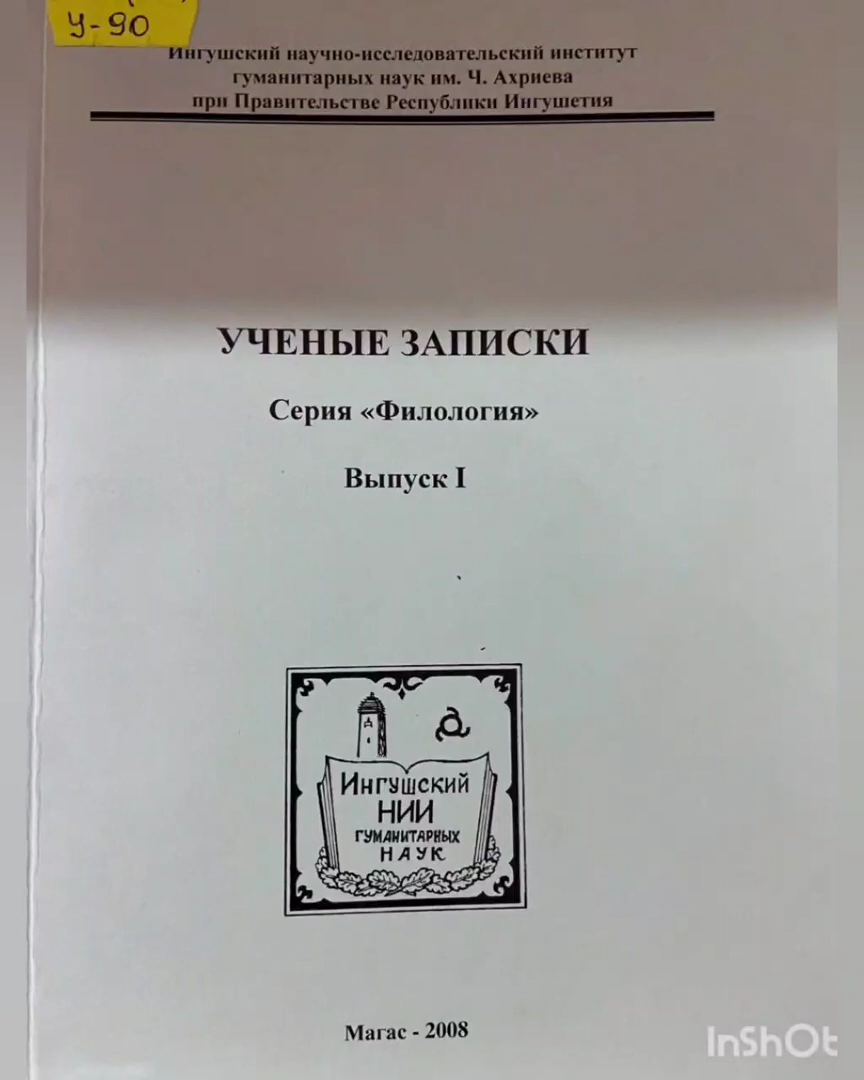 У-90
Ингушский научно-исследовательский институт
гуманитарных наук им. Ч. Ахриева
при Правительстве Республики Ингушетия
УЧЕНЫЕ ЗАПИСКИ
Серия «Филология»
Выпуск I
Ингушский
НИИ
гуманитарных
наук
Магас - 2008
InShOt